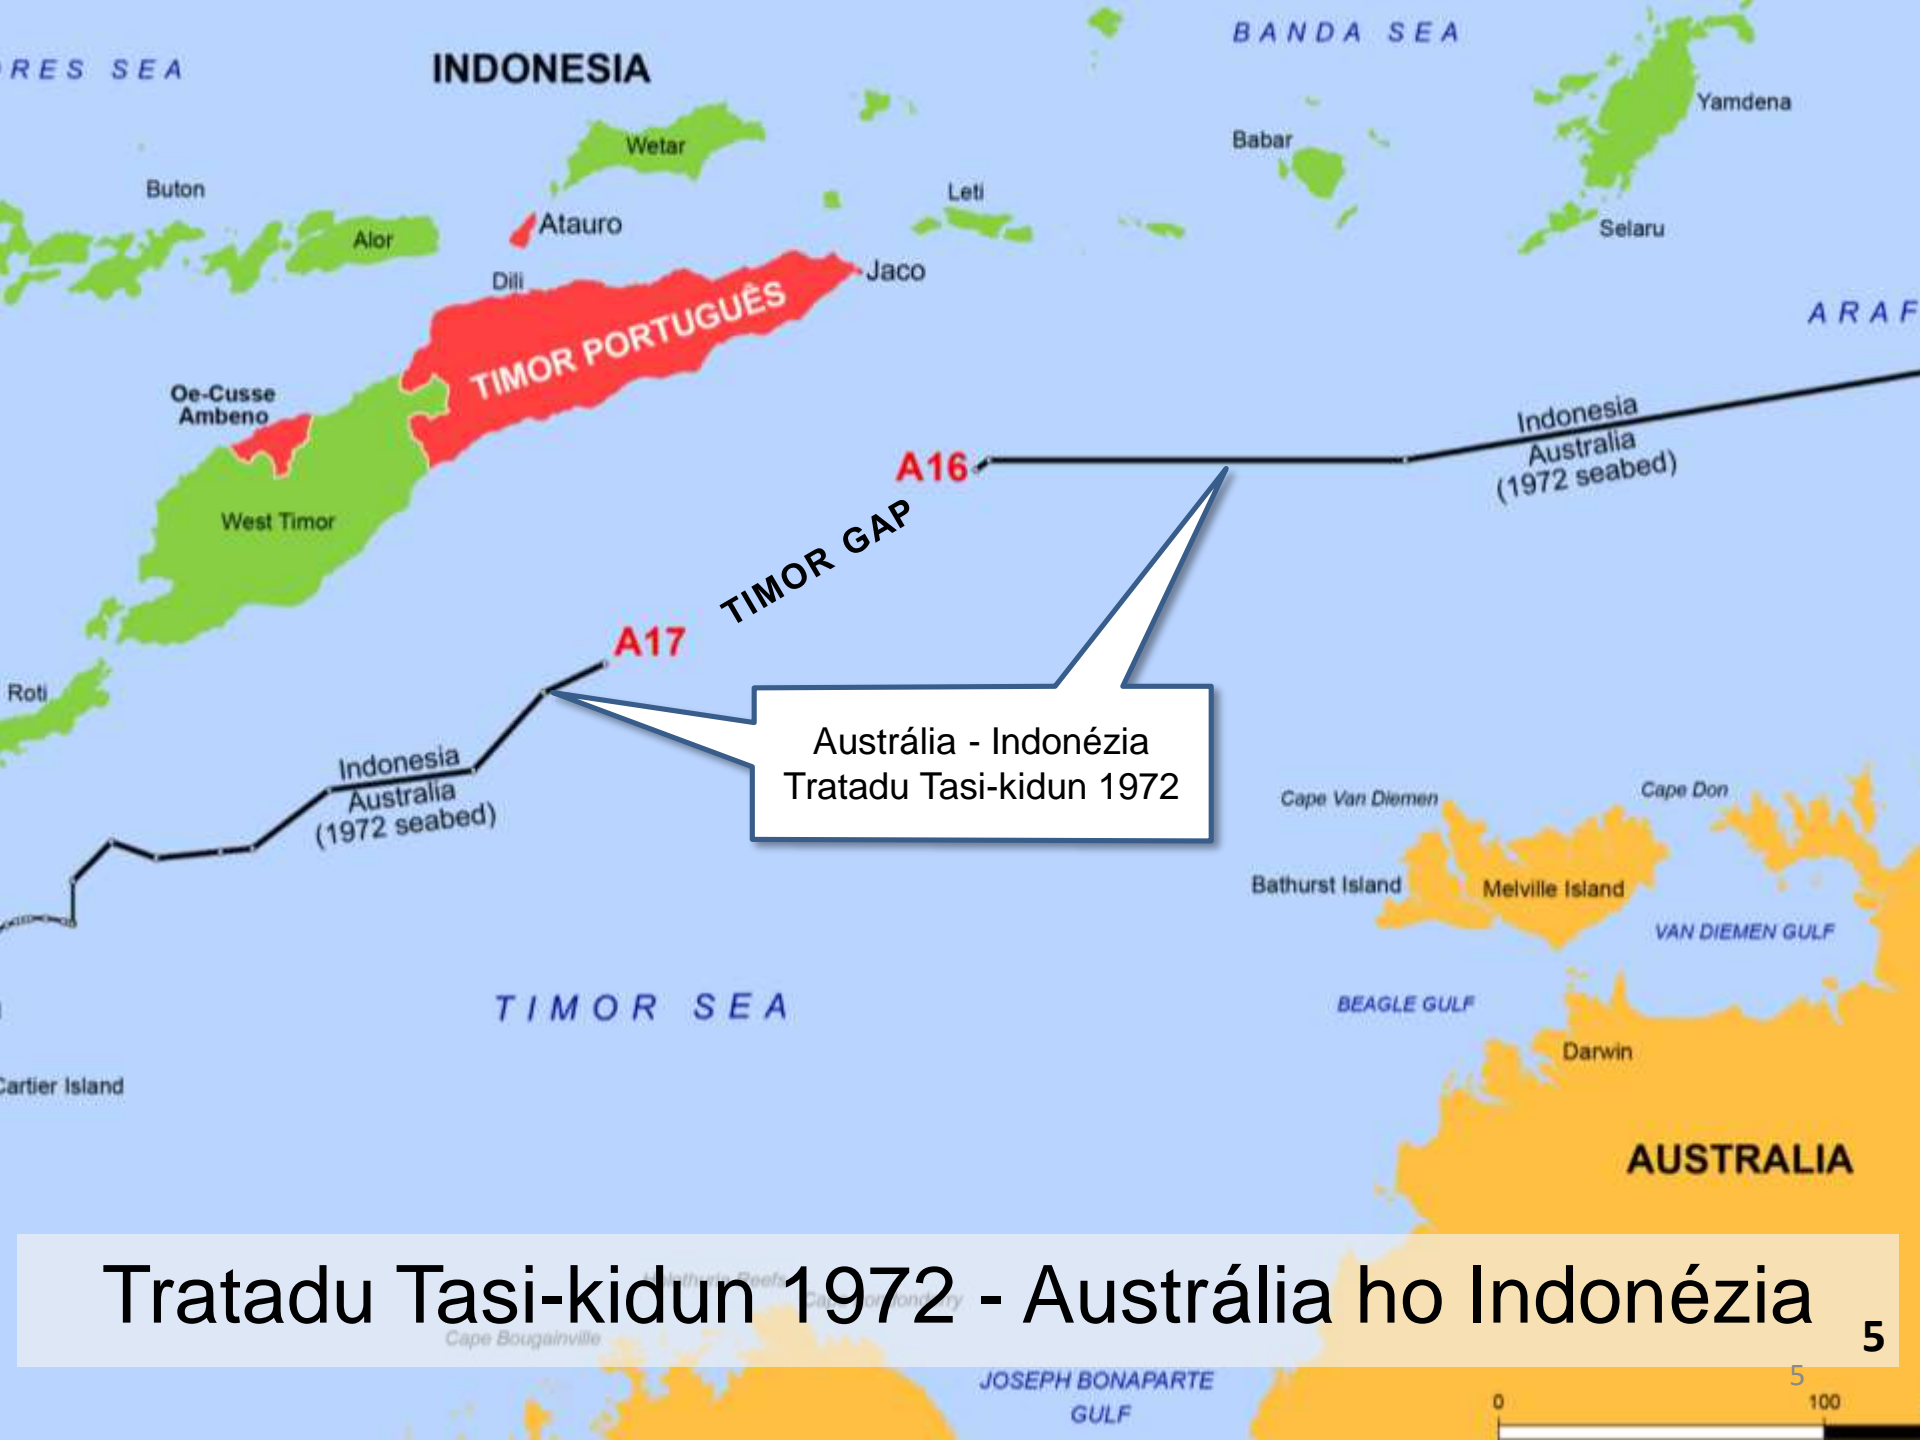 BANDA SEA
RES SEA
INDONESIA
Yamdena
Wetar
Babar
Buton
Leti
Atauro
Selaru
Alor
Jaco
Dili
TIMOR PORTUGUÊS
ARAF
Oe-Cusse
Ambeno
Indonesia
Australia
(1972 seabed)
A16
West Timor
TIMOR GAP
A17
Roti
Austrália - Indonézia
Tratadu Tasi-kidun 1972
Indonesia
Australia
(1972 seabed)
Cape Van Diemen
Cape Don
Bathurst Island
Melville Island
VAN DIEMEN GULF
TIMOR SEA
BEAGLE GULF
Darwin
Cartier Island
AUSTRALIA
Tratadu Tasi-kidun 1972 - Austrália ho Indonézia
5
Cape Bougainville
5
JOSEPH BONAPARTE
GULF
0 100